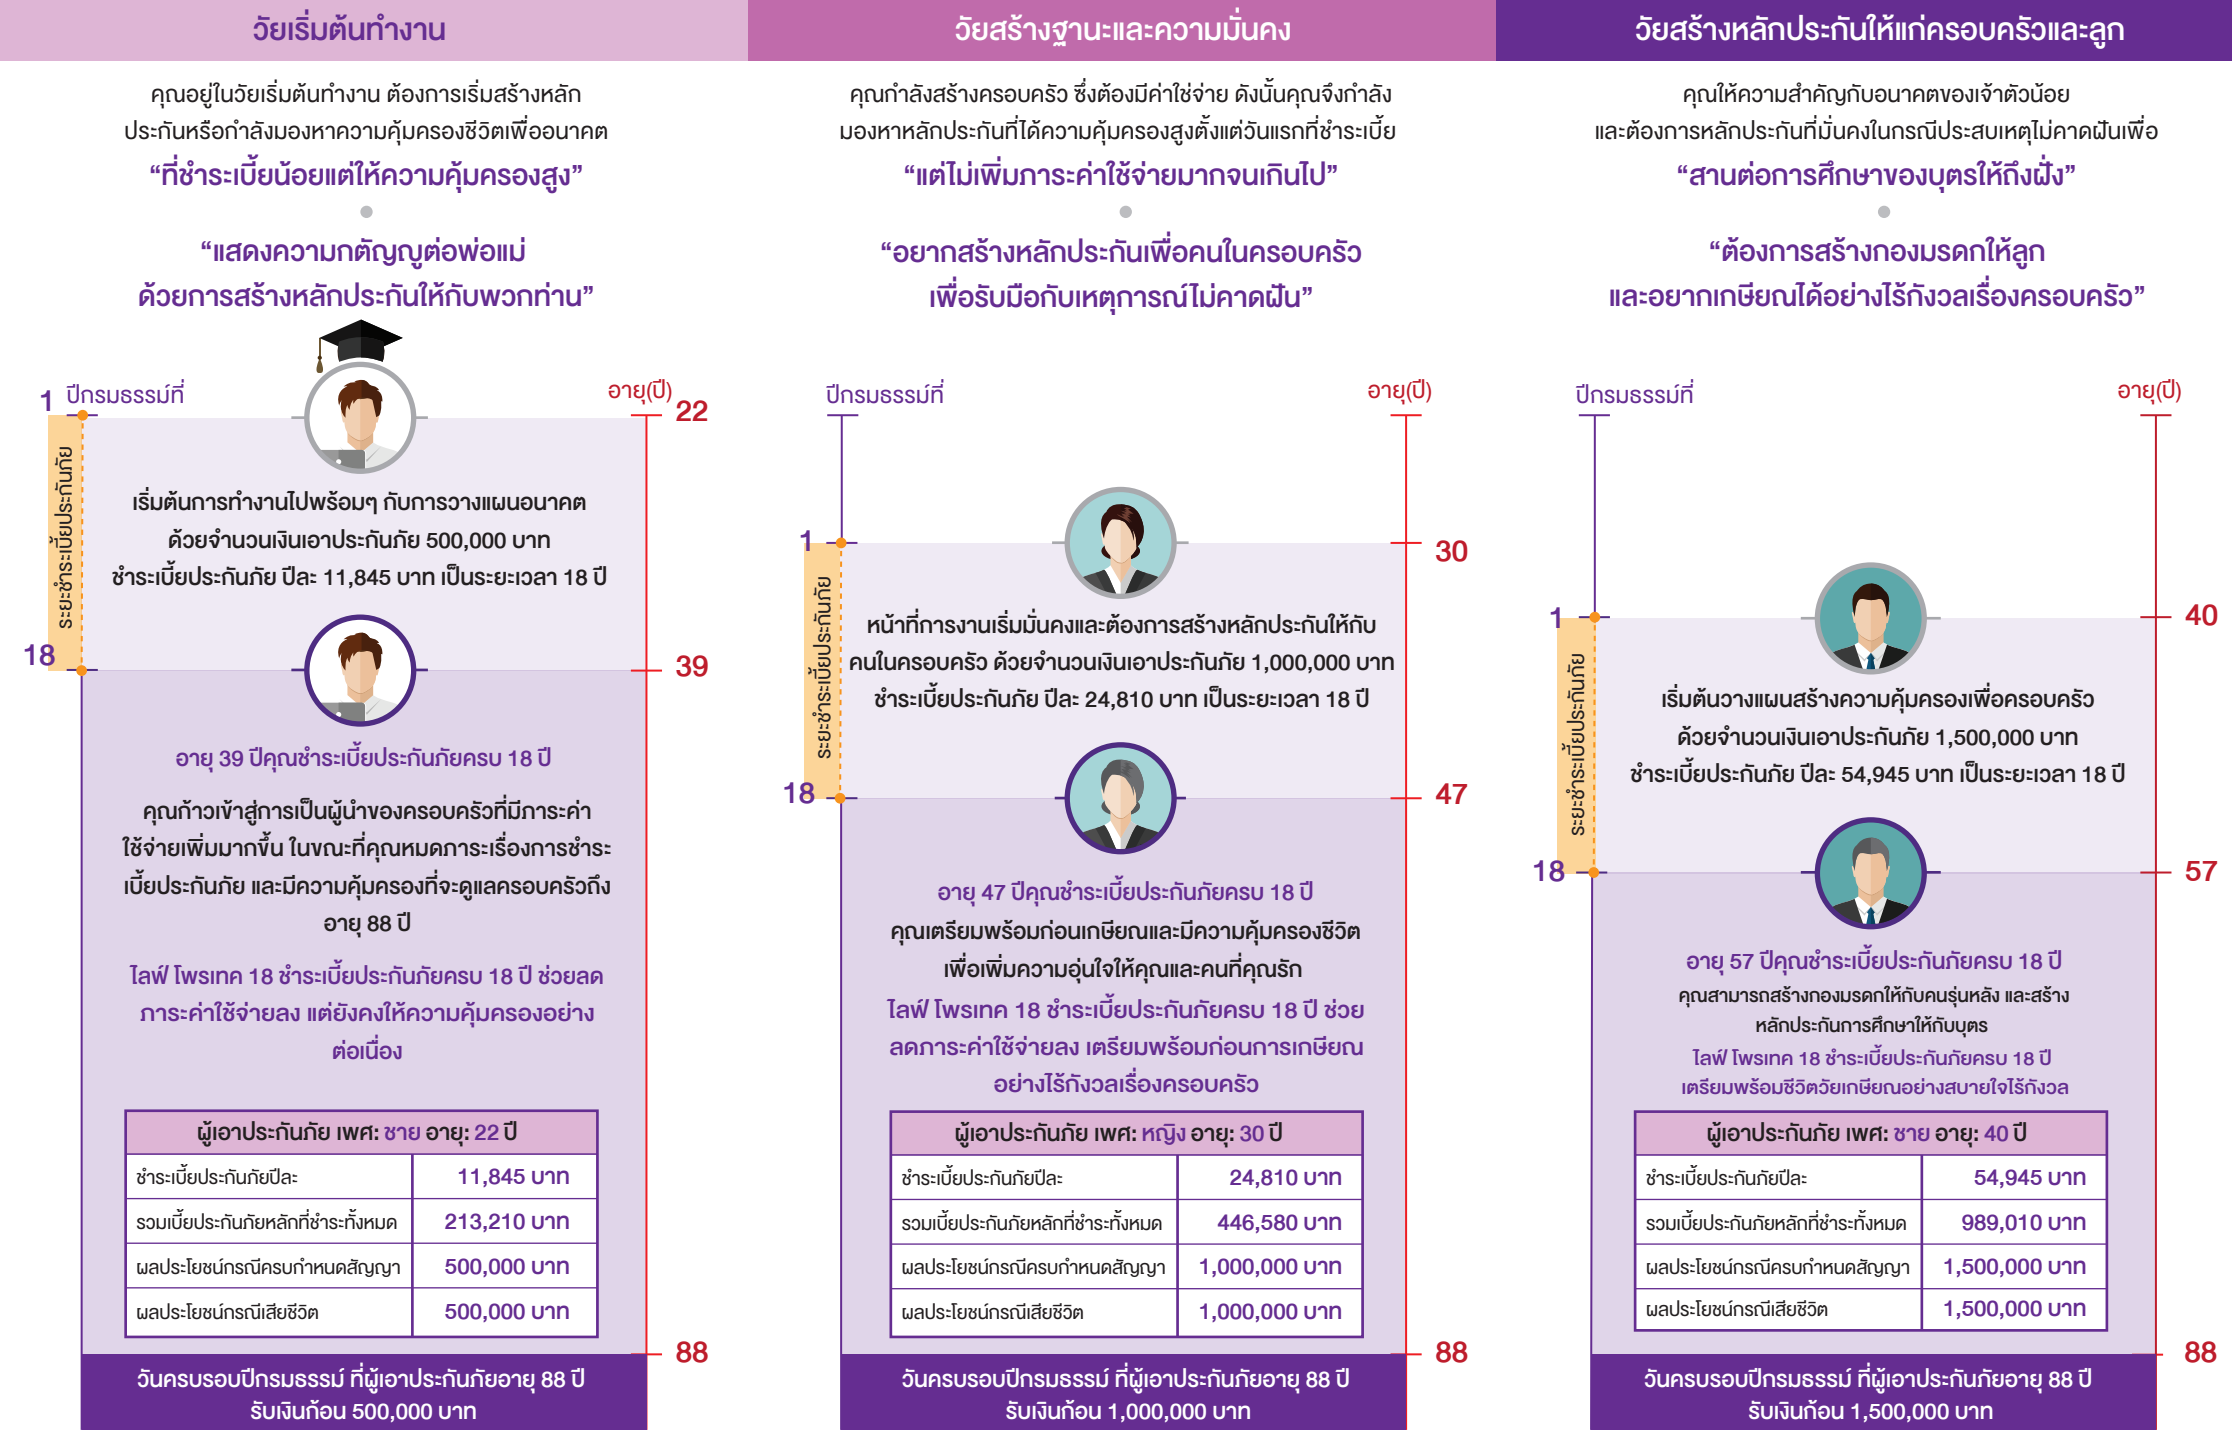 วัยเริ่มต้นทำงาน
คุณอยู่ในวัยเริ่มต้นทำงาน ต้องการเริ่มสร้างหลัก
ประกันหรือกำลังมองหาความคุ้มครองชีวิตเพื่ออนาคต
“ที่ชำระเบี้ยน้อยแต่ให้ความคุ้มครองสูง”
“แสดงความกตัญญูต่อพ่อแม่
ด้วยการสร้างหลักประกันให้กับพวกท่าน”
1 ปีกรมธรรม์ที่
อายุ(ปี)
22
ระยะชำระเบี้ยประกันภัย
เริ่มต้นการทำงานไปพร้อมๆ กับการวางแผนอนาคต
ด้วยจำนวนเงินเอาประกันภัย 500,000 บาท
ชำระเบี้ยประกันภัย ปีละ 11,845 บาท เป็นระยะเวลา 18 ปี
18
39
อายุ 39 ปีคุณชำระเบี้ยประกันภัยครบ 18 ปี
คุณก้าวเข้าสู่การเป็นผู้นำของครอบครัวที่มีภาระค่า
ใช้จ่ายเพิ่มมากขึ้น ในขณะที่คุณหมดภาระเรื่องการชำระ
เบี้ยประกันภัย และมีความคุ้มครองที่จะดูแลครอบครัวถึง
อายุ 88 ปี
ไลฟ์ โพรเทค 18 ชำระเบี้ยประกันภัยครบ 18 ปี ช่วยลด
ภาระค่าใช้จ่ายลง แต่ยังคงให้ความคุ้มครองอย่าง
ต่อเนื่อง
ผู้เอาประกันภัย เพศ: ชาย อายุ: 22 ปี
ชำระเบี้ยประกันภัยปีละ 11,845 บาท
รวมเบี้ยประกันภัยหลักที่ชำระทั้งหมด 213,210 บาท
ผลประโยชน์กรณีครบกำหนดสัญญา 500,000 บาท
ผลประโยชน์กรณีเสียชีวิต 500,000 บาท
88
วันครบรอบปีกรมธรรม์ ที่ผู้เอาประกันภัยอายุ 88 ปี
รับเงินก้อน 500,000 บาท
วัยสร้างฐานะและความมั่นคง
คุณกำลังสร้างครอบครัว ซึ่งต้องมีค่าใช่จ่าย ดังนั้นคุณจึงกำลัง
มองหาหลักประกันที่ได้ความคุ้มครองสูงตั้งแต่วันแรกที่ชำระเบี้ย
“แต่ไม่เพิ่มภาระค่าใช้จ่ายมากจนเกินไป”
“อยากสร้างหลักประกันเพื่อคนในครอบครัว
เพื่อรับมือกับเหตุการณ์ไม่คาดฝัน”
ปีกรมธรรม์ที่
อายุ(ปี)
1
30
ระยะชำระเบี้ยประกันภัย
หน้าที่การงานเริ่มมั่นคงและต้องการสร้างหลักประกันให้กับ
คนในครอบครัว ด้วยจำนวนเงินเอาประกันภัย 1,000,000 บาท
ชำระเบี้ยประกันภัย ปีละ 24,810 บาท เป็นระยะเวลา 18 ปี
18
47
อายุ 47 ปีคุณชำระเบี้ยประกันภัยครบ 18 ปี
คุณเตรียมพร้อมก่อนเกษียณและมีความคุ้มครองชีวิต
เพื่อเพิ่มความอุ่นใจให้คุณและคนที่คุณรัก
ไลฟ์ โพรเทค 18 ชำระเบี้ยประกันภัยครบ 18 ปี ช่วย
ลดภาระค่าใช้จ่ายลง เตรียมพร้อมก่อนการเกษียณ
อย่างไร้กังวลเรื่องครอบครัว
ผู้เอาประกันภัย เพศ: หญิง อายุ: 30 ปี
ชำระเบี้ยประกันภัยปีละ 24,810 บาท
รวมเบี้ยประกันภัยหลักที่ชำระทั้งหมด 446,580 บาท
ผลประโยชน์กรณีครบกำหนดสัญญา 1,000,000 บาท
ผลประโยชน์กรณีเสียชีวิต 1,000,000 บาท
88
วันครบรอบปีกรมธรรม์ ที่ผู้เอาประกันภัยอายุ 88 ปี
รับเงินก้อน 1,000,000 บาท
วัยสร้างหลักประกันให้แก่ครอบครัวและลูก
คุณให้ความสำคัญกับอนาคตของเจ้าตัวน้อย
และต้องการหลักประกันที่มั่นคงในกรณีประสบเหตุไม่คาดฝันเพื่อ
“สานต่อการศึกษาของบุตรให้ถึงฝั่ง”
“ต้องการสร้างกองมรดกให้ลูก
และอยากเกษียณได้อย่างไร้กังวลเรื่องครอบครัว”
ปีกรมธรรม์ที่
อายุ(ปี)
1
40
ระยะชำระเบี้ยประกันภัย
เริ่มต้นวางแผนสร้างความคุ้มครองเพื่อครอบครัว
ด้วยจำนวนเงินเอาประกันภัย 1,500,000 บาท
ชำระเบี้ยประกันภัย ปีละ 54,945 บาท เป็นระยะเวลา 18 ปี
18
57
อายุ 57 ปีคุณชำระเบี้ยประกันภัยครบ 18 ปี
คุณสามารถสร้างกองมรดกให้กับคนรุ่นหลัง และสร้าง
หลักประกันการศึกษาให้กับบุตร
ไลฟ์ โพรเทค 18 ชำระเบี้ยประกันภัยครบ 18 ปี
เตรียมพร้อมชีวิตวัยเกษียณอย่างสบายใจไร้กังวล
ผู้เอาประกันภัย เพศ: ชาย อายุ: 40 ปี
ชำระเบี้ยประกันภัยปีละ 54,945 บาท
รวมเบี้ยประกันภัยหลักที่ชำระทั้งหมด 989,010 บาท
ผลประโยชน์กรณีครบกำหนดสัญญา 1,500,000 บาท
ผลประโยชน์กรณีเสียชีวิต 1,500,000 บาท
88
วันครบรอบปีกรมธรรม์ ที่ผู้เอาประกันภัยอายุ 88 ปี
รับเงินก้อน 1,500,000 บาท